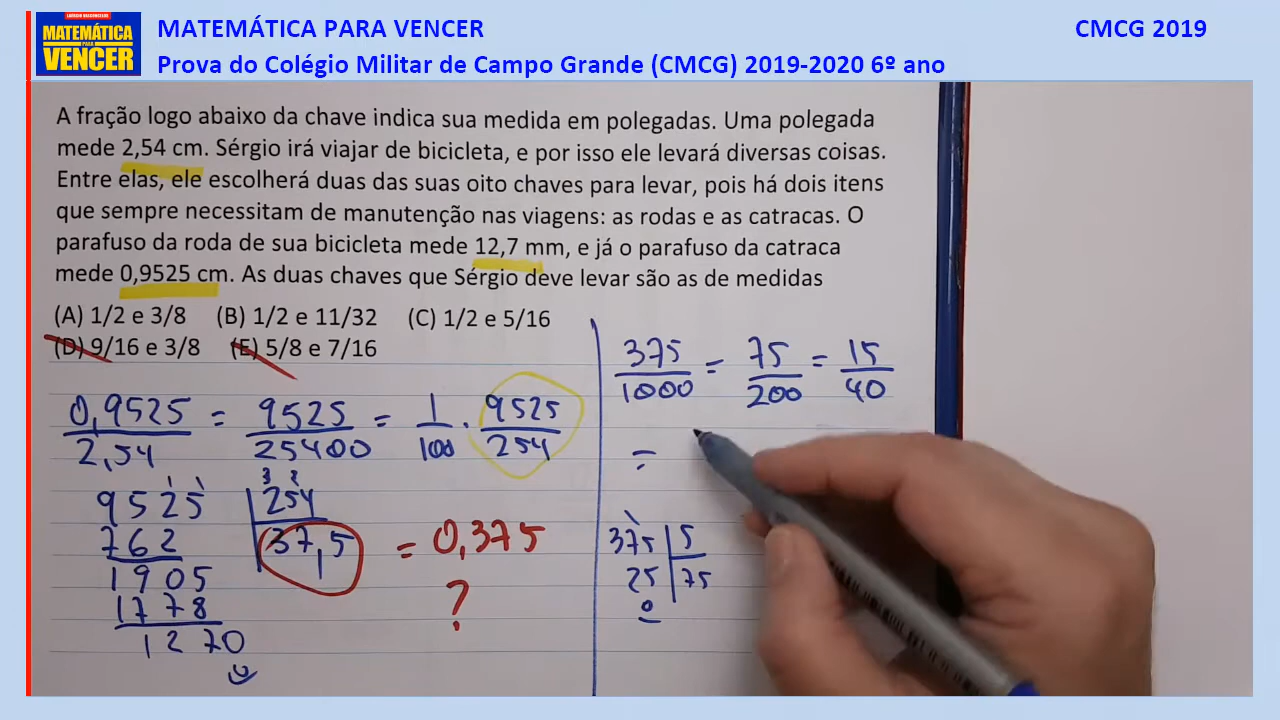 LAÉRCIO VASCONCELOS
MATEMÁTICA
PARA
VENCER
MATEMÁTICA PARA VENCER
CMCG 2019
Prova do Colégio Militar de Campo Grande (CMCG) 2019-2020 6º ano
A fração logo abaixo da chave indica sua medida em polegadas. Uma polegada
mede 2,54 cm. Sérgio irá viajar de bicicleta, e por isso ele levará diversas coisas.
Entre elas, ele escolherá duas das suas oito chaves para levar, pois há dois itens
que sempre necessitam de manutenção nas viagens: as rodas e as catracas. O
parafuso da roda de sua bicicleta mede 12,7 mm, e já o parafuso da catraca
mede 0,9525 cm. As duas chaves que Sérgio deve levar são as de medidas
(A) 1/2 e 3/8 (B) 1/2 e 11/32 (C) 1/2 e 5/16
(D) 9/16 e 3/8 (E) 5/8 e 7/16
0,9525/2,54 = 9525/25400 = 1/100 . 9525/254
9525 254
762 37,5 = 0,375
1905 ?
1778
1270
0
375/1000 = 75/200 = 15/40
=
375 5
25 75
0